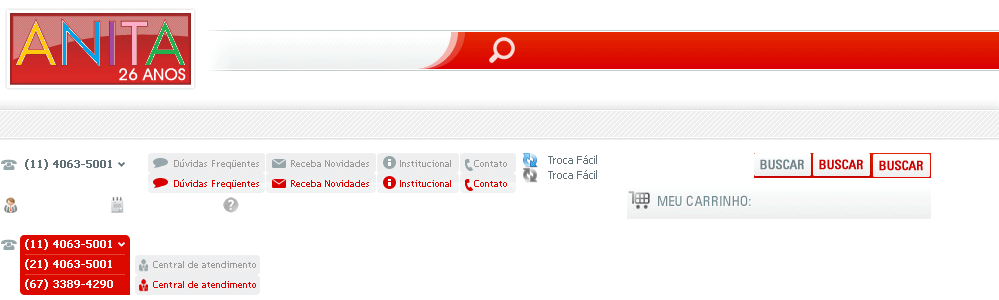 ANITA
26 ANOS
(11) 4063-5001
Dúvidas Freqüentes
Receba Novidades
Institucional
Contato
Troca Fácil
BUSCAR
BUSCAR
BUSCAR
Dúvidas Freqüentes
Receba Novidades
Institucional
Contato
Troca Fácil
MEU CARRINHO:
(11) 4063-5001
(21) 4063-5001
Central de atendimento
(67) 3389-4290
Central de atendimento